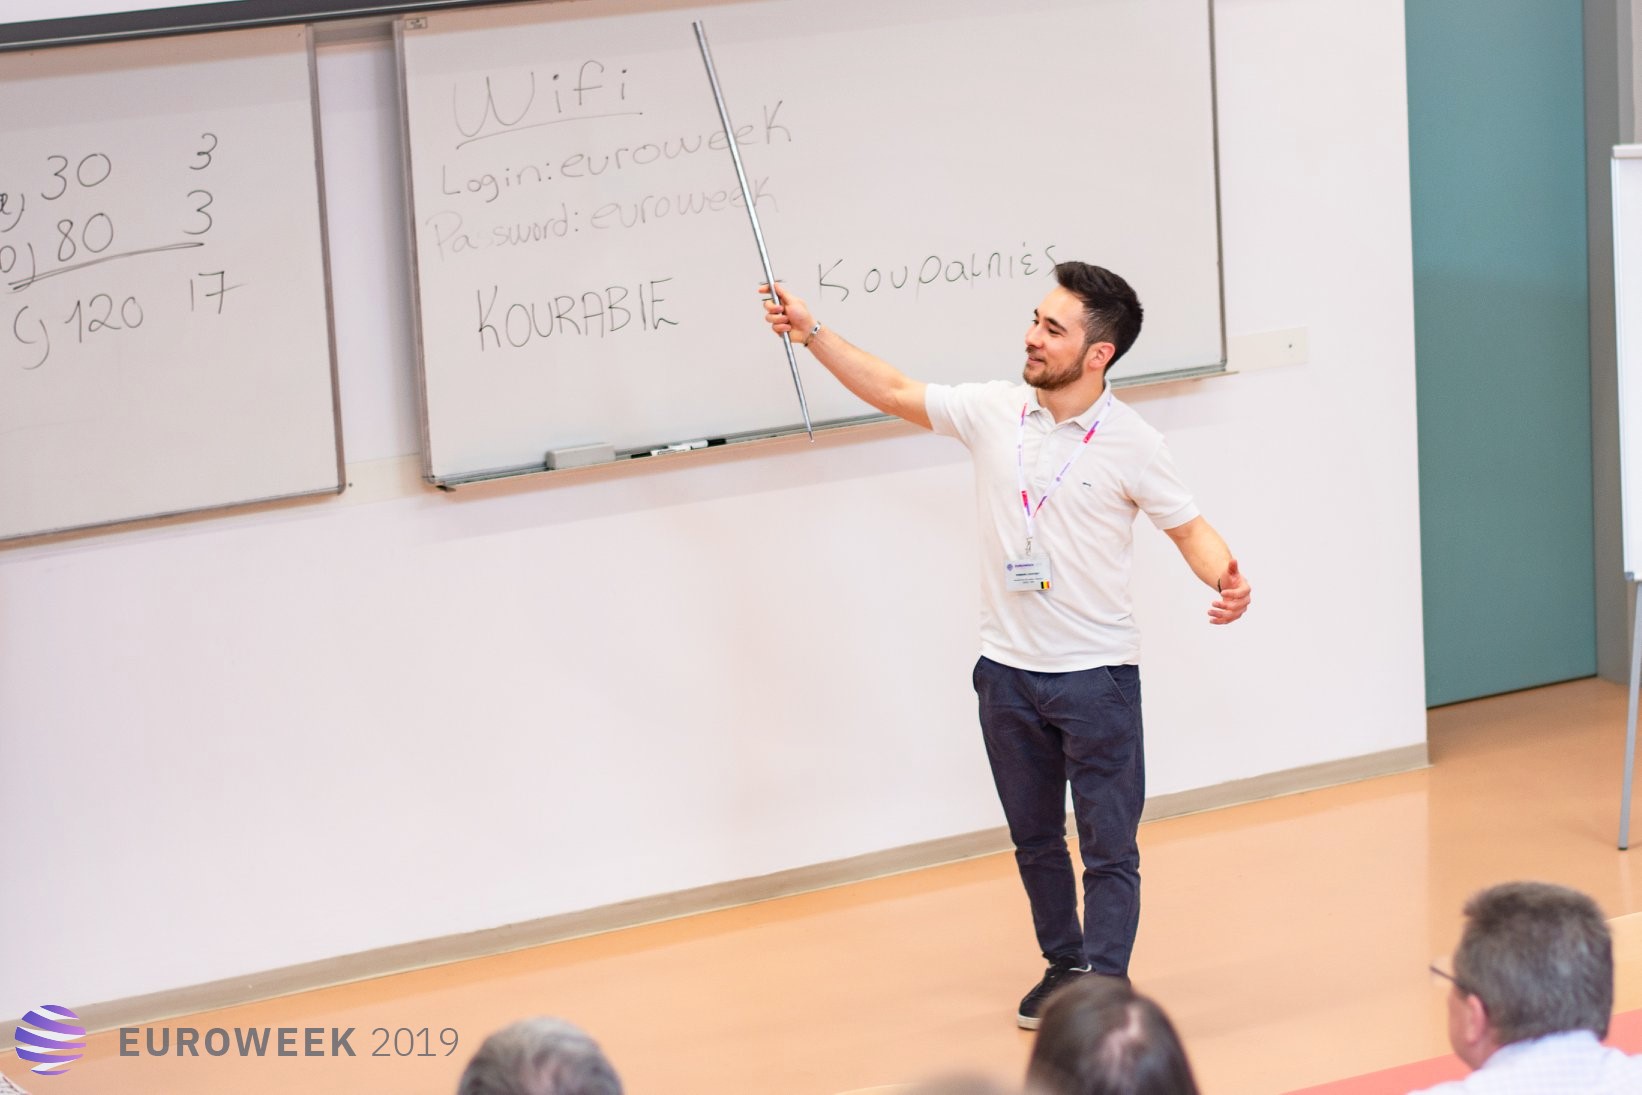 a) 30 3
b) 80 3
c) 120 17
Wifi
Login: euroweek
Password: euroweek
KOURABIE
Κουραμπιές
EUROWEEK 2019